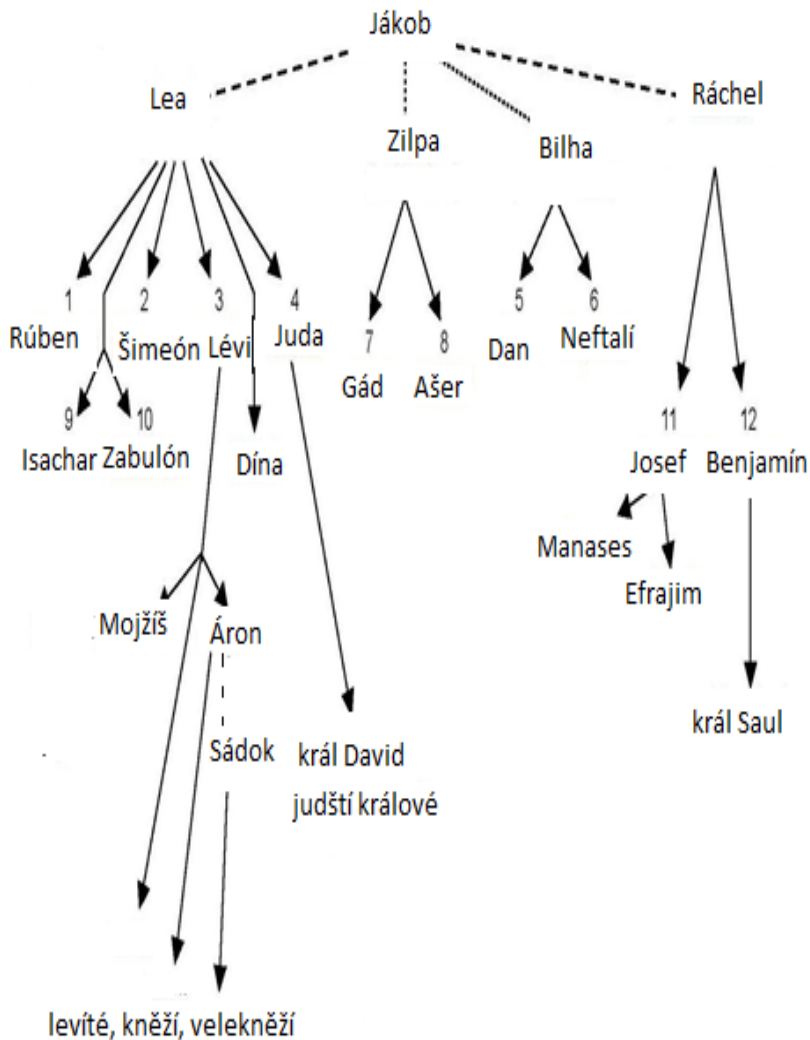 Jákob
Lea
Ráchel
Zilpa
Bilha
1
2
3
4
5
6
7
8
Rúben
Šimeón
Lévi
Juda
Gád
Ašer
Dan
Neftalí
9
10
11
12
Isachar
Zabulón
Dína
Josef
Benjamín
Manases
Efrajim
Mojžíš
Áron
Sádok
král David
judští králové
král Saul
levíté, kněží, velekněží